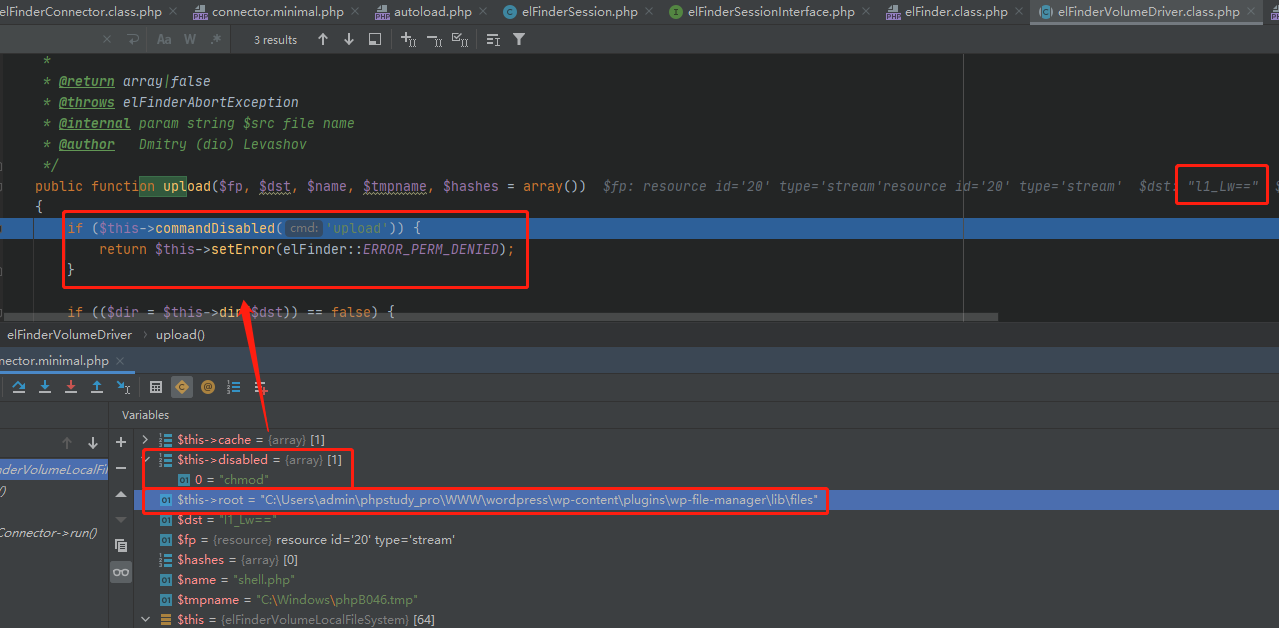 elFinderConnector.class.php × connector.minimal.php × autoload.php × elFinderSession.php × elFinderSessionInterface.php × elFinder.class.php × elFinderVolumeDriver.class.php ×
× Aa W .* 3 results
*
* @return array|false
* @throws elFinderAbortException
* @internal param string $src file name
* @author Dmitry (dio) Levashov
*/
public function upload($fp, $dst, $name, $tmpname, $hashes = array()) $fp: resource id='20' type='stream'resource id='20' type='stream' $dst: "l1_Lw=="
{
if ($this->commandDisabled( cmd: 'upload')) {
return $this->setError(elFinder::ERROR_PERM_DENIED);
}
if (($dir = $this->dir($dst)) == false) {
elFinderVolumeDriver › upload()
nector.minimal.php ×
Variables
$this->cache = {array} [1]
$this->disabled = {array} [1]
nderVolumeLocalFil
0 = "chmod"
()
$this->root = "C:\Users\admin\phpstudy_pro\WWW\wordpress\wp-content\plugins\wp-file-manager\lib\files"
$dst = "l1_Lw=="
Connector->run()
$fp = {resource} resource id='20' type='stream'
$hashes = {array} [0]
$name = "shell.php"
$tmpname = "C:\Windows\phpB046.tmp"
$this = {elFinderVolumeLocalFileSystem} [64]